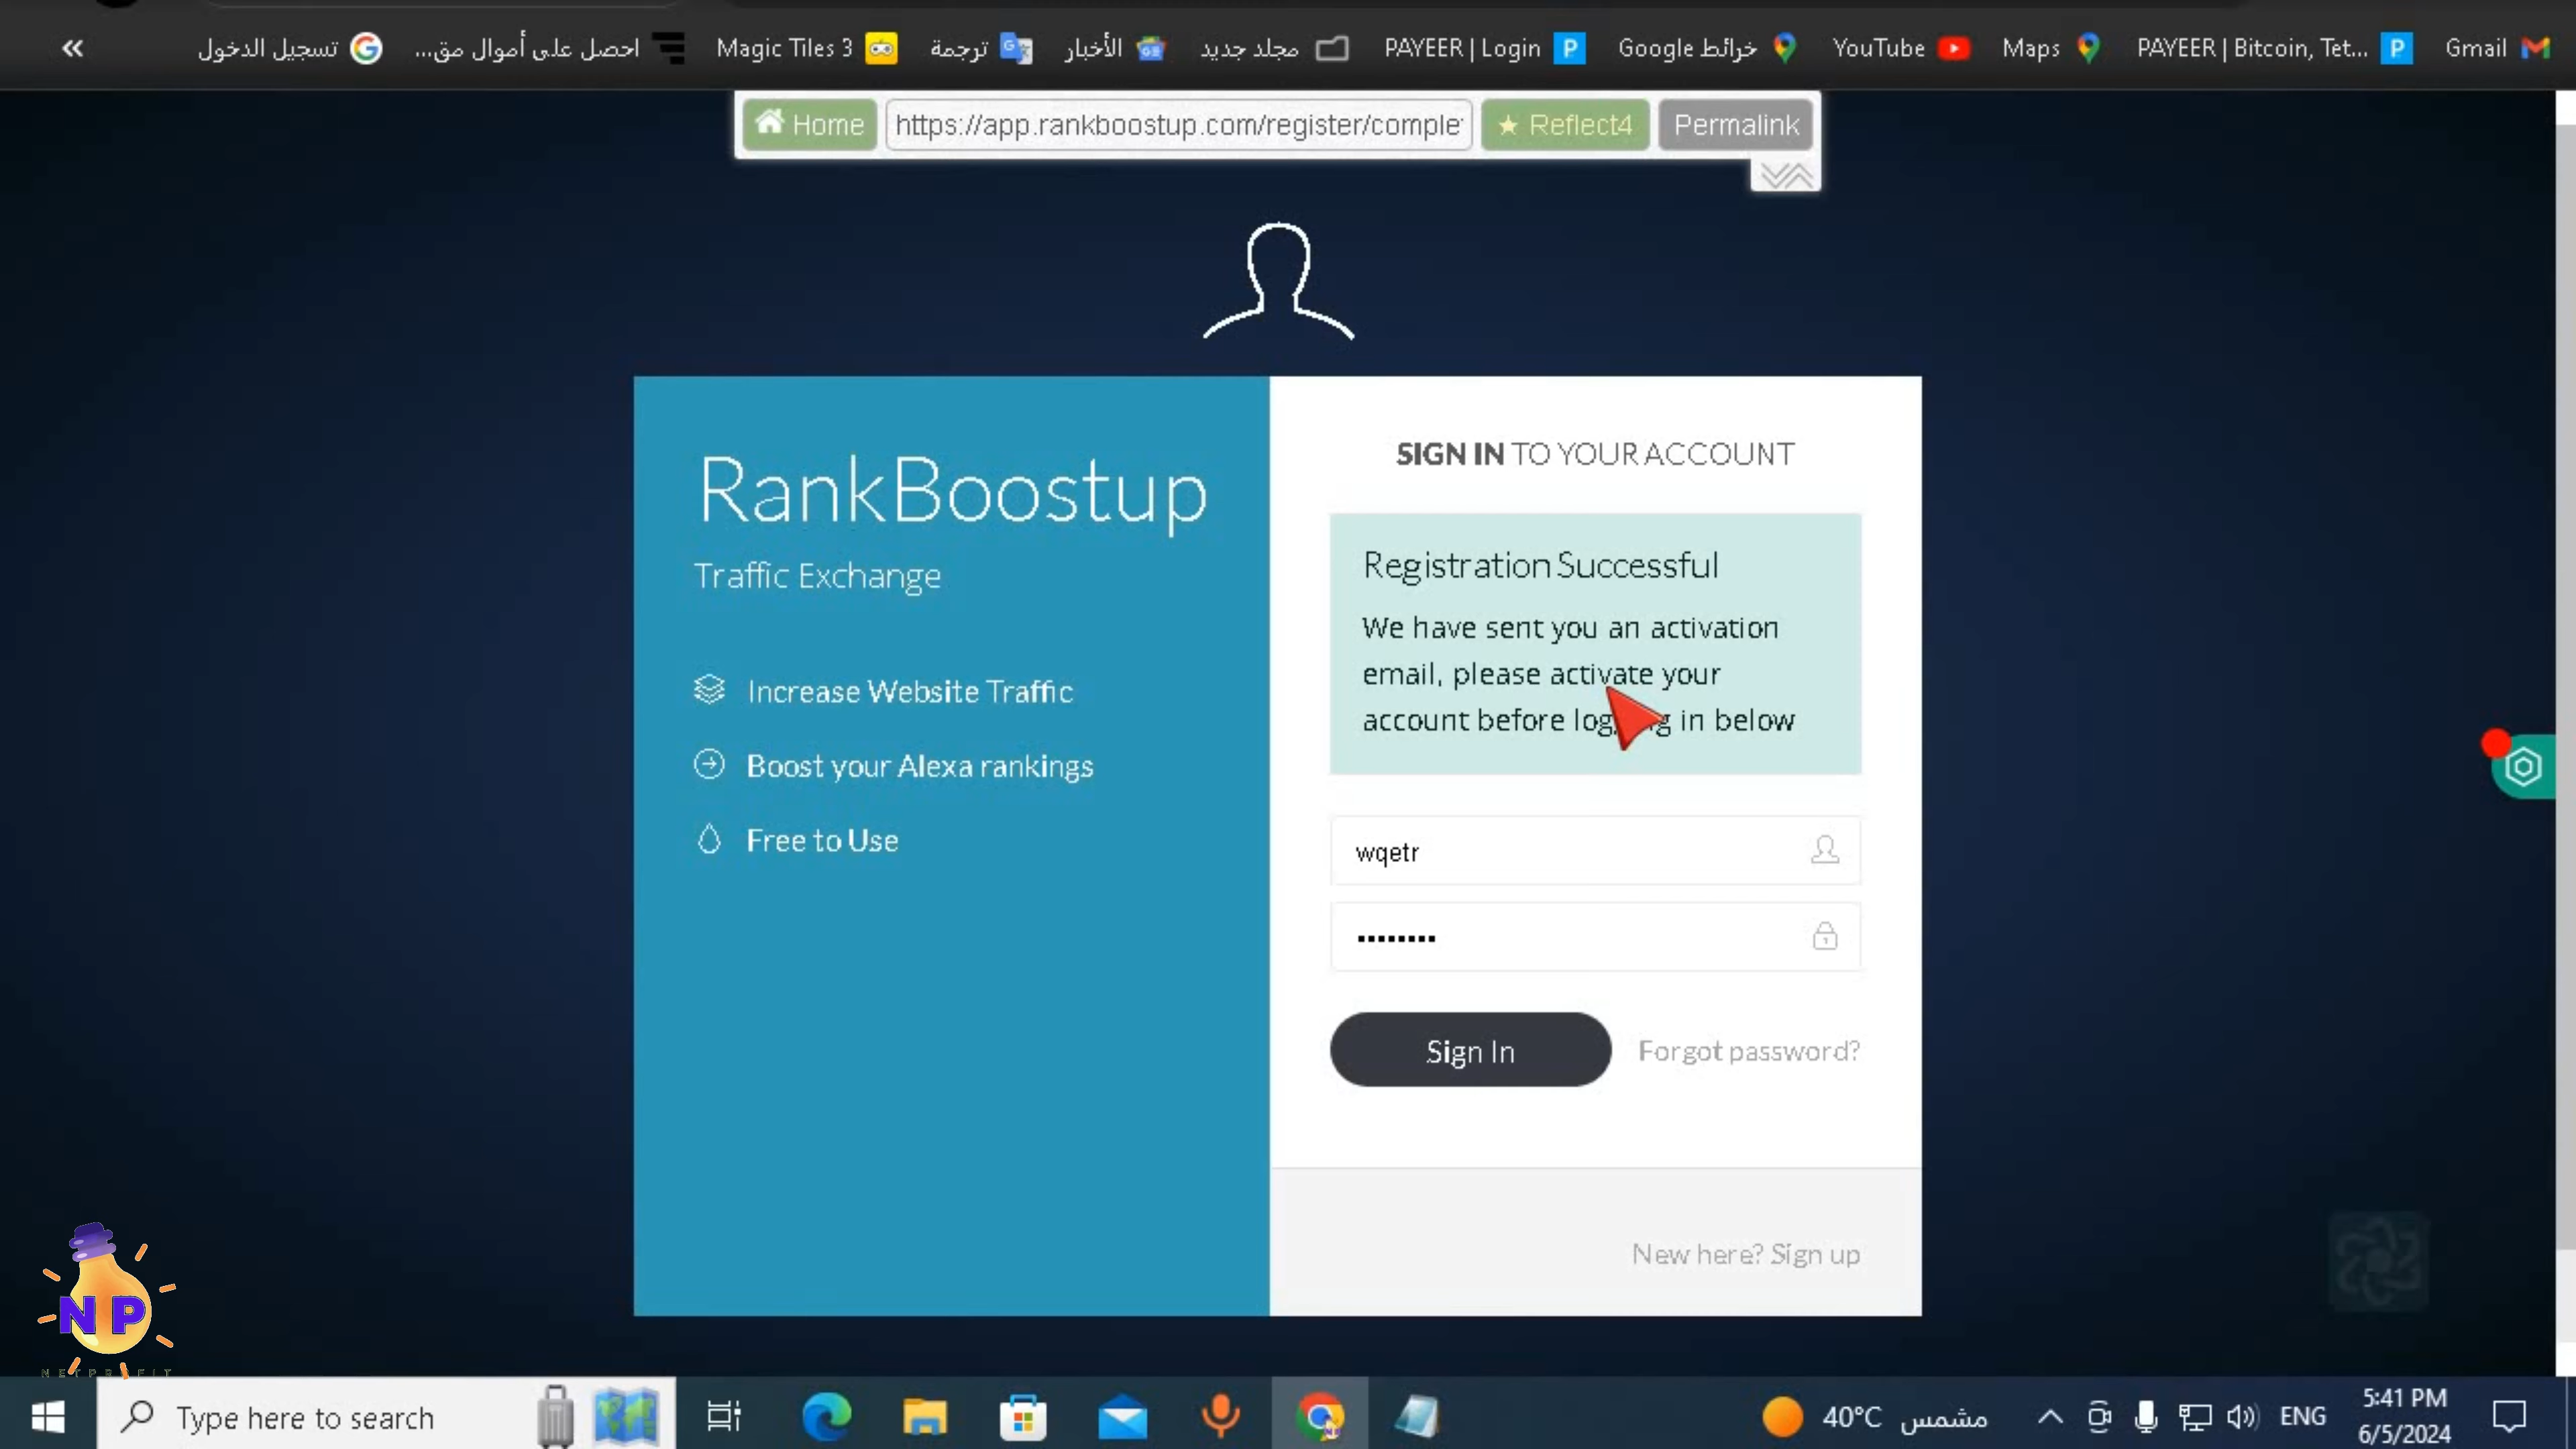 «
تسجيل الدخول
احصل على أموال مق...
Magic Tiles 3
ترجمة
الأخبار
مجلد جديد
PAYEER | Login
خرائط Google
YouTube
Maps
PAYEER | Bitcoin, Tet...
Gmail
Home
https://app.rankboostup.com/register/comple
Reflect4
Permalink
RankBoostup
Traffic Exchange
Increase Website Traffic
Boost your Alexa rankings
Free to Use
SIGN IN TO YOUR ACCOUNT
Registration Successful
We have sent you an activation
email, please activate your
account before logging in below
wqetr
••••••••
Sign In
Forgot password?
New here? Sign up
NP
NETPROFIT
Type here to search
40°C مشمس
ENG
5:41 PM
6/5/2024